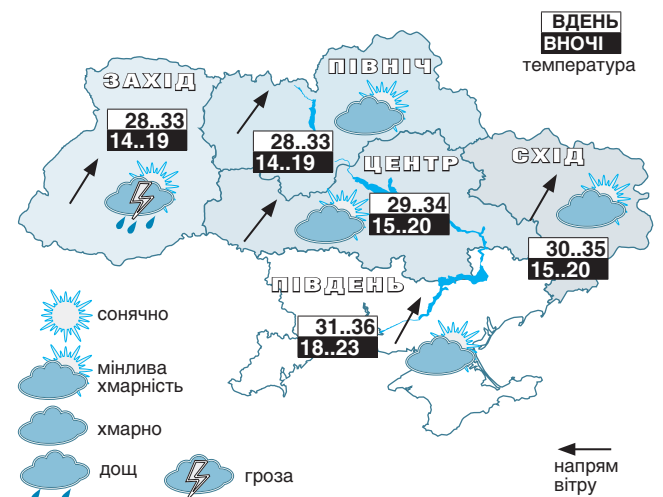 ВДЕНЬ
ВНОЧІ
температура
ПІВНІЧ
ЗАХІД
28..33
14..19
28..33
14..19
ЦЕНТР
СХІД
29..34
15..20
30..35
15..20
ПІВДЕНЬ
31..36
18..23
сонячно
мінлива
хмарність
хмарно
дощ
гроза
напрям
вітру